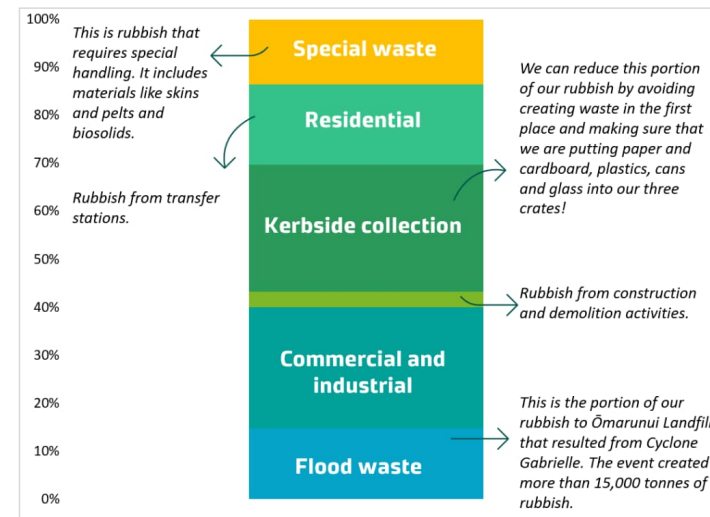 100%
90%
80%
70%
60%
50%
40%
30%
20%
10%
0%
This is rubbish that
requires special
handling. It includes
materials like skins
and pelts and
biosolids.
Rubbish from transfer
stations.
Special waste
Residential
Kerbside collection
Commercial and
industrial
Flood waste
We can reduce this portion
of our rubbish by avoiding
creating waste in the first
place and making sure that
we are putting paper and
cardboard, plastics, cans
and glass into our three
crates!
Rubbish from construction
and demolition activities.
This is the portion of our
rubbish to Ōmarunui Landfill
that resulted from Cyclone
Gabrielle. The event created
more than 15,000 tonnes of
rubbish.